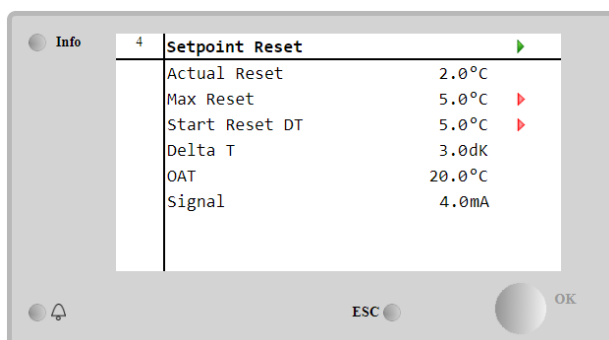 Info
4 Setpoint Reset
Actual Reset 2.0°C
Max Reset 5.0°C
Start Reset DT 5.0°C
Delta T 3.0dK
OAT 20.0°C
Signal 4.0mA
ESC
OK